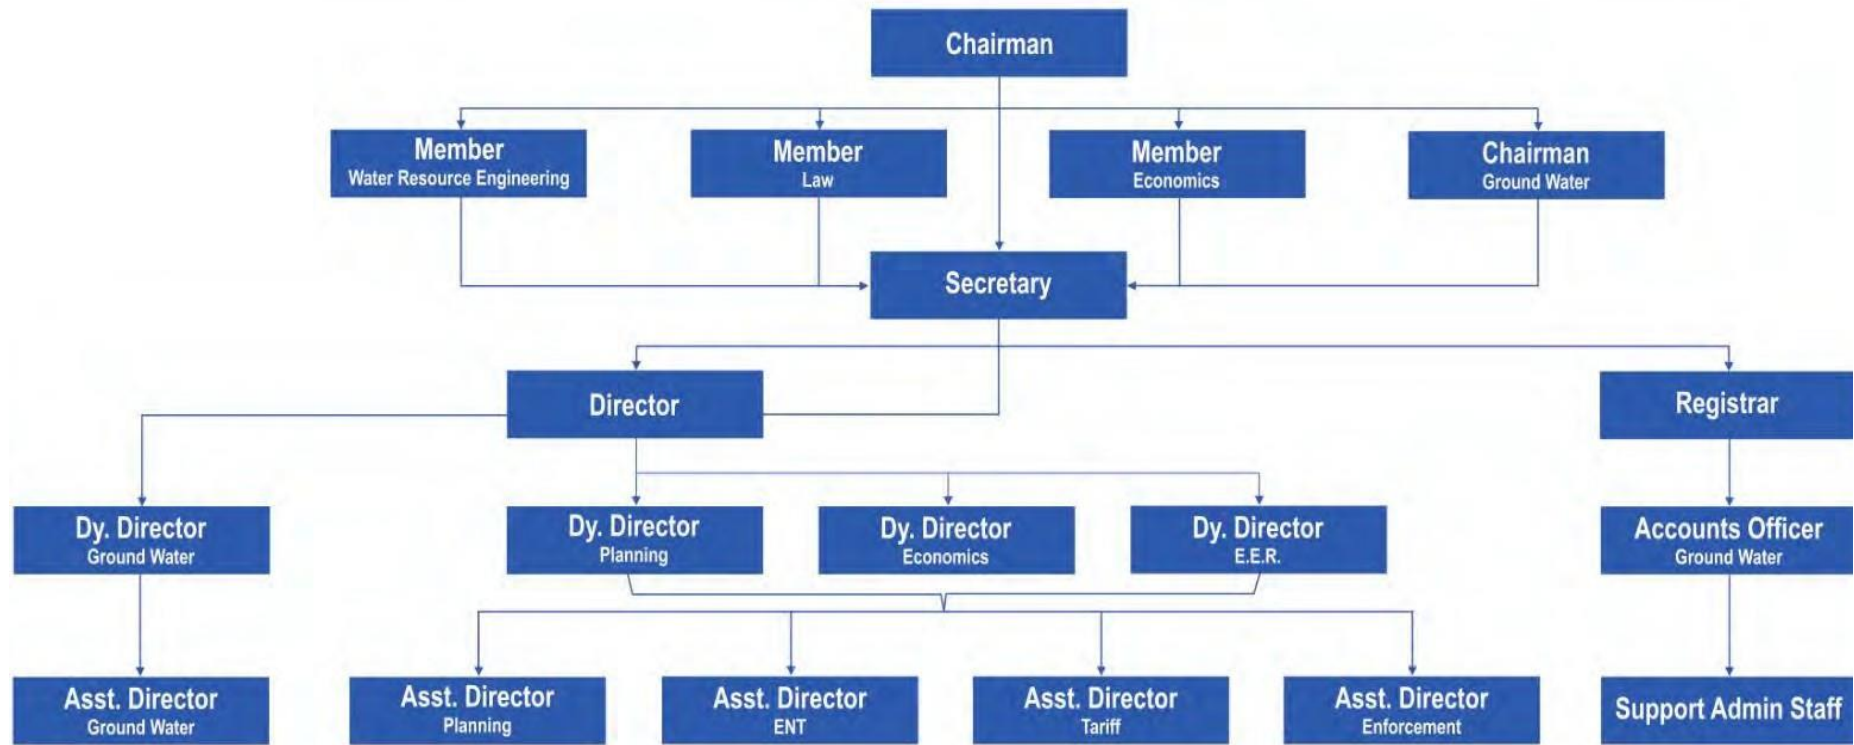 Chairman
Member
Water Resource Engineering
Member
Law
Member
Economics
Chairman
Ground Water
Secretary
Director
Registrar
Dy. Director
Ground Water
Dy. Director
Planning
Dy. Director
Economics
Dy. Director
E.E.R.
Accounts Officer
Ground Water
Asst. Director
Ground Water
Asst. Director
Planning
Asst. Director
ENT
Asst. Director
Tariff
Asst. Director
Enforcement
Support Admin Staff